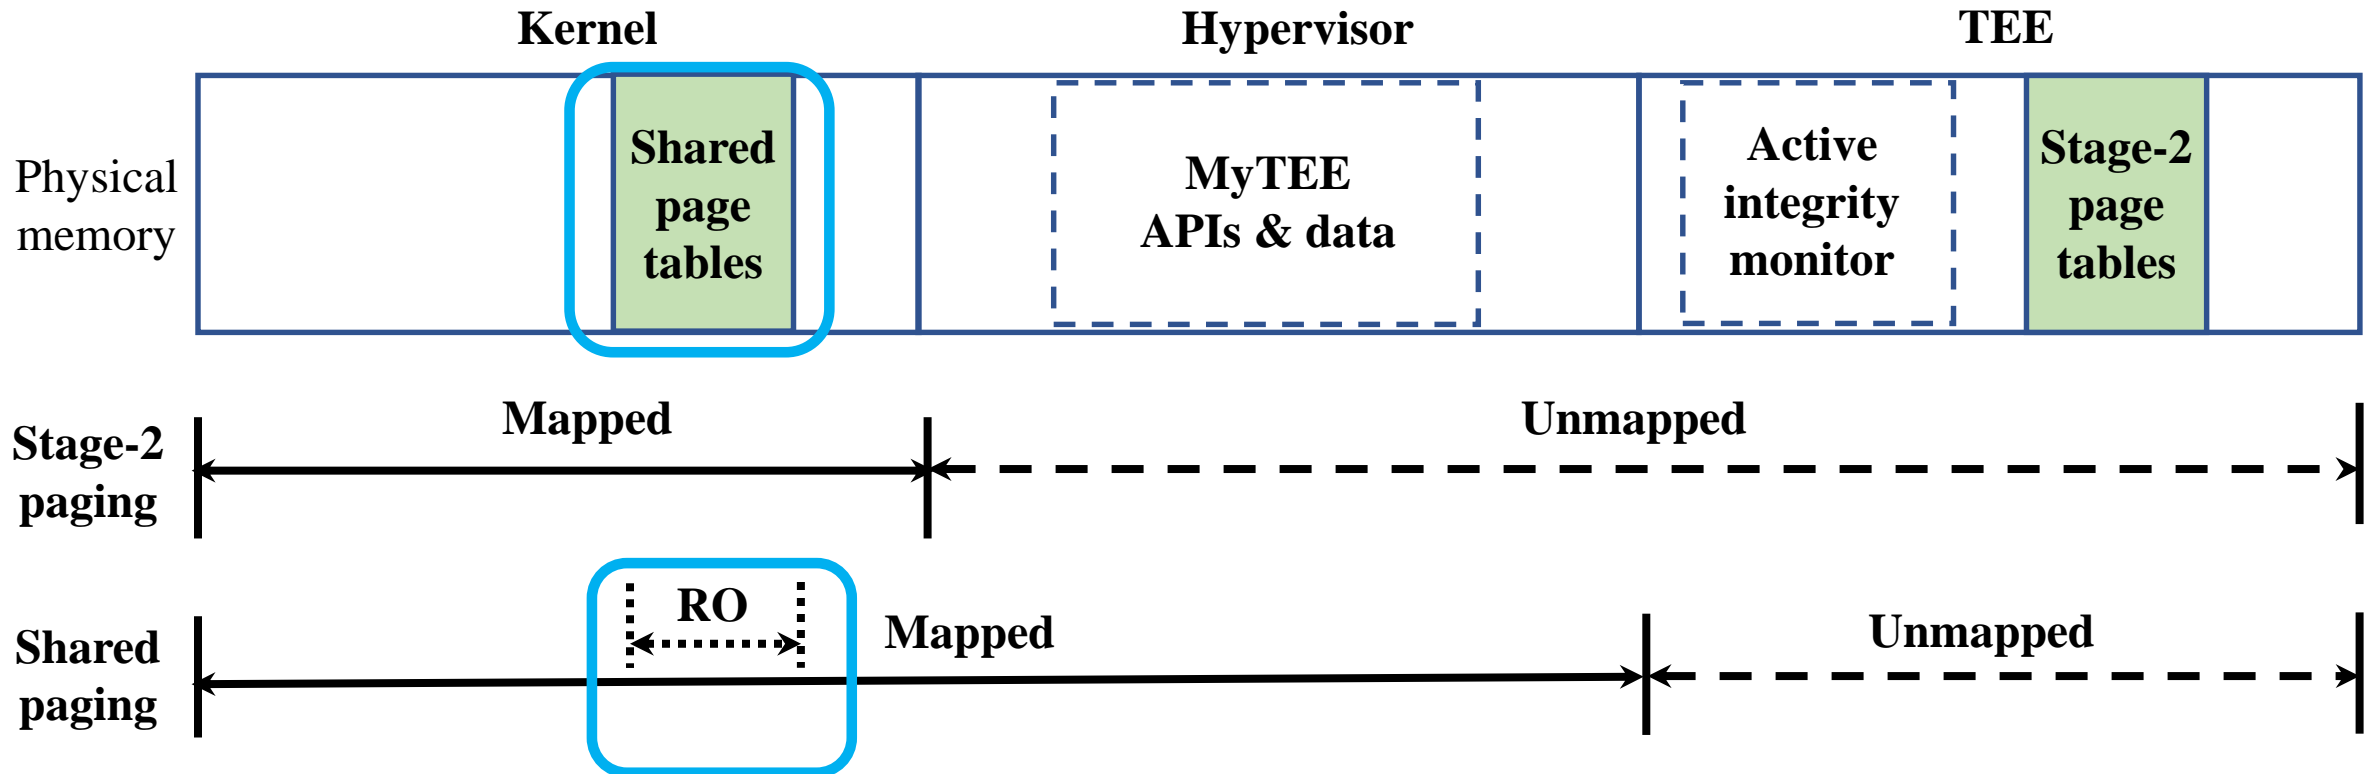 Kernel
Hypervisor
TEE
Physical
memory
Shared
page
tables
MyTEE
APIs & data
Active
integrity
monitor
Stage-2
page
tables
Stage-2
paging
Mapped
Unmapped
Shared
paging
RO
Mapped
Unmapped